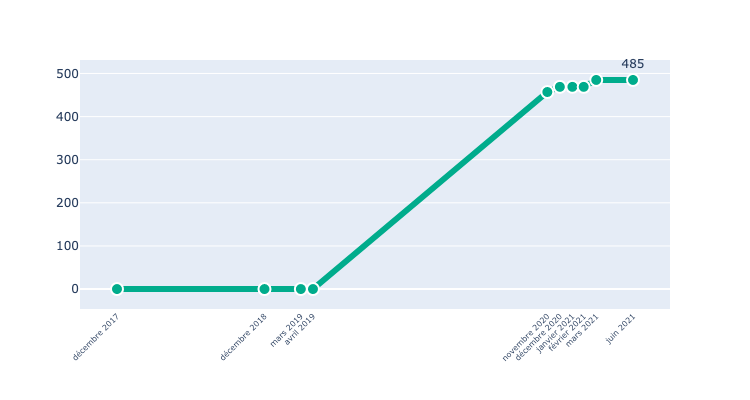 485
500
400
300
200
100
0
décembre 2017
décembre 2018
mars 2019
avril 2019
novembre 2020
décembre 2020
janvier 2021
février 2021
mars 2021
juin 2021